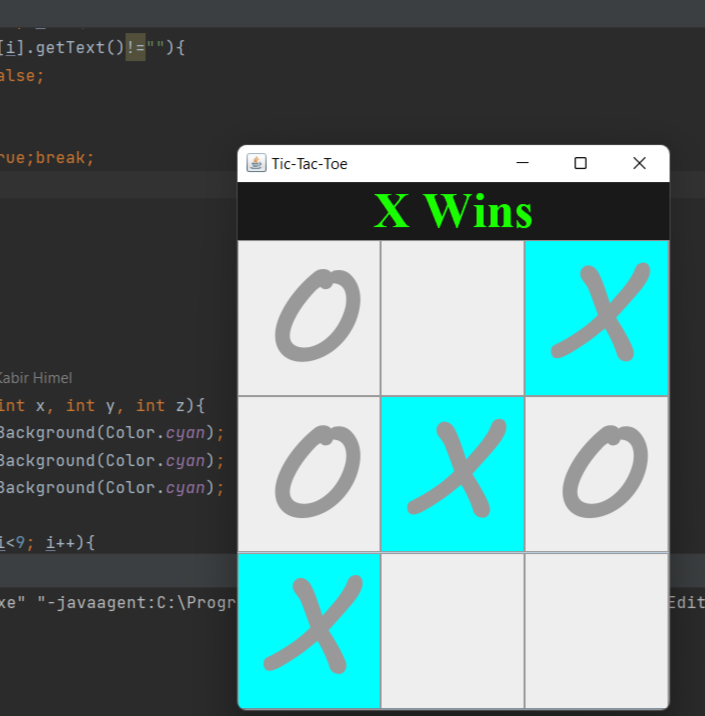 [i].getText()!=""){
alse;
rue;break;
Tic-Tac-Toe
X Wins
O X
O X O
X
Kabir Himel
int x, int y, int z){
Background(Color.cyan);
Background(Color.cyan);
Background(Color.cyan);
i<9; i++){
xe" "-javaagent:C:\Progr
Edit